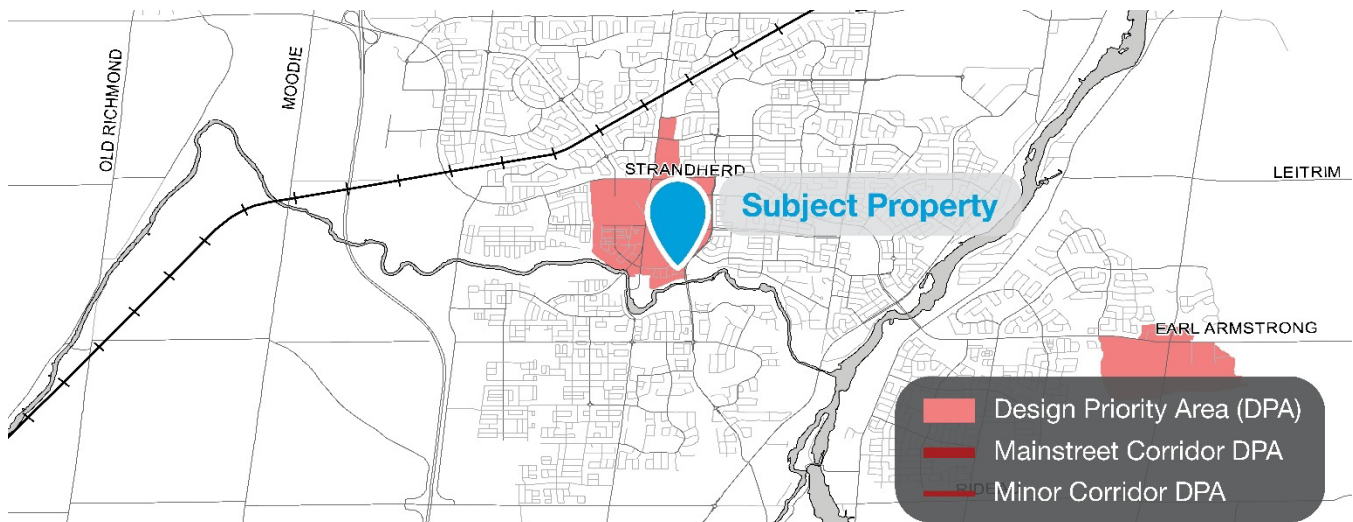 OLD RICHMOND
MOODIE
STRANDHERD
LEITRIM
Subject Property
EARL ARMSTRONG
Design Priority Area (DPA)
Mainstreet Corridor DPA
Minor Corridor DPA